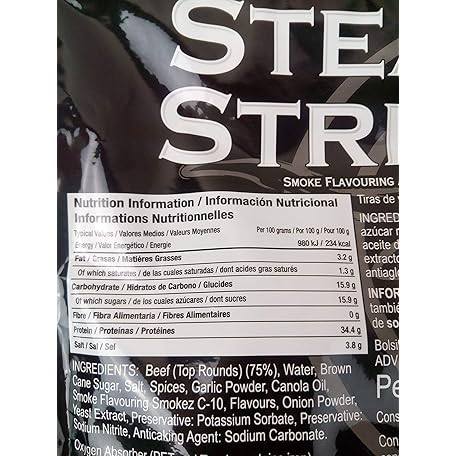 STEA
STRI
SMOKE FLAVOURING
Nutrition Information / Información Nutricional
Informations Nutritionnelles
Typical Values / Valores Medios / Valeurs Moyennes Per 100 grams / Por 100 g / Pour 100 g
Energy / Valor Energético / Energie 980 kJ / 234 kcal
Fat / Grasas / Matiéres Grasses 3.2 g
Of which saturates / de las cuales saturadas / dont acides gras saturés 1.3 g
Carbohydrate / Hidratos de Carbono / Glucides 15.9 g
Of which sugars / de los cuales azúcares / dont sucres 15.9 g
Fibre / Fibra Alimentaria / Fibres Alimentaires 0 g
Protein / Proteínas / Protéines 34.4 g
Salt / Sal / Sel 3.8 g
INGREDIENTS: Beef (Top Rounds) (75%), Water, Brown
Cane Sugar, Salt, Spices, Garlic Powder, Canola Oil,
Smoke Flavouring Smokez C-10, Flavours, Onion Powder,
Yeast Extract, Preservative: Potassium Sorbate, Preservative:
Sodium Nitrite, Anticaking Agent: Sodium Carbonate.
Oxygen Absorber
Tiras de
INGRED
azúcar
aceite d
extracto
antiaglo
INFOR
tambié
de so
Bolsi
ADV
Pe
Cons
Con